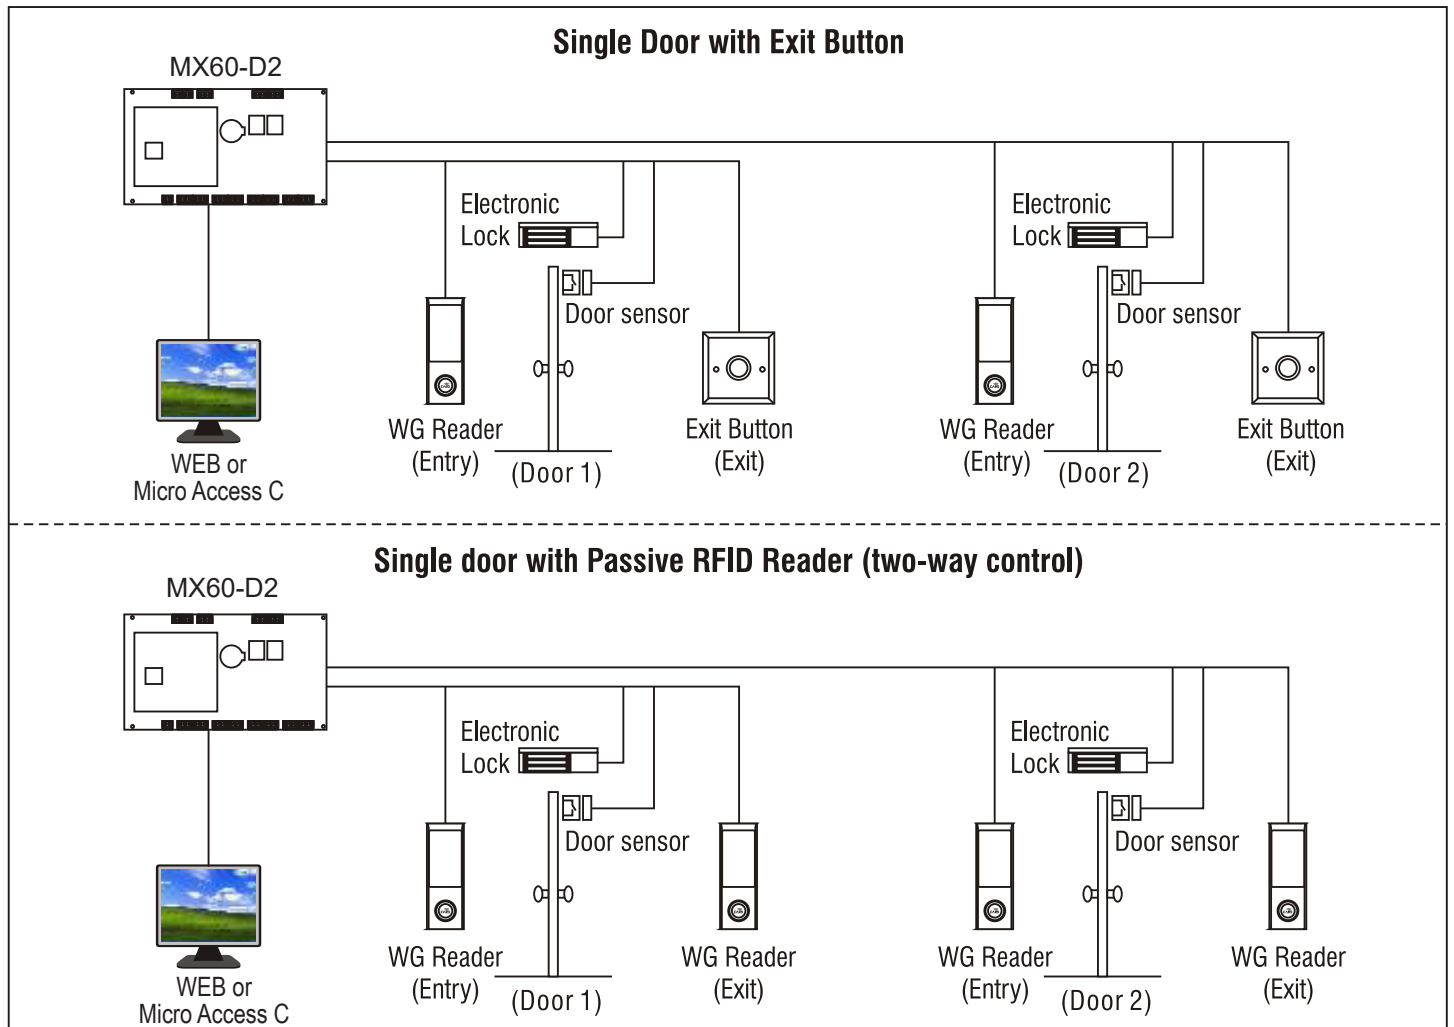 Single Door with Exit Button
MX60-D2
Electronic
Lock
Door sensor
WG Reader
(Entry)
(Door 1)
Exit Button
(Exit)
Electronic
Lock
Door sensor
WG Reader
(Entry)
(Door 2)
Exit Button
(Exit)
WEB or
Micro Access C
Single door with Passive RFID Reader (two-way control)
MX60-D2
Electronic
Lock
Door sensor
WG Reader
(Entry)
(Door 1)
WG Reader
(Exit)
Electronic
Lock
Door sensor
WG Reader
(Entry)
(Door 2)
WG Reader
(Exit)
WEB or
Micro Access C